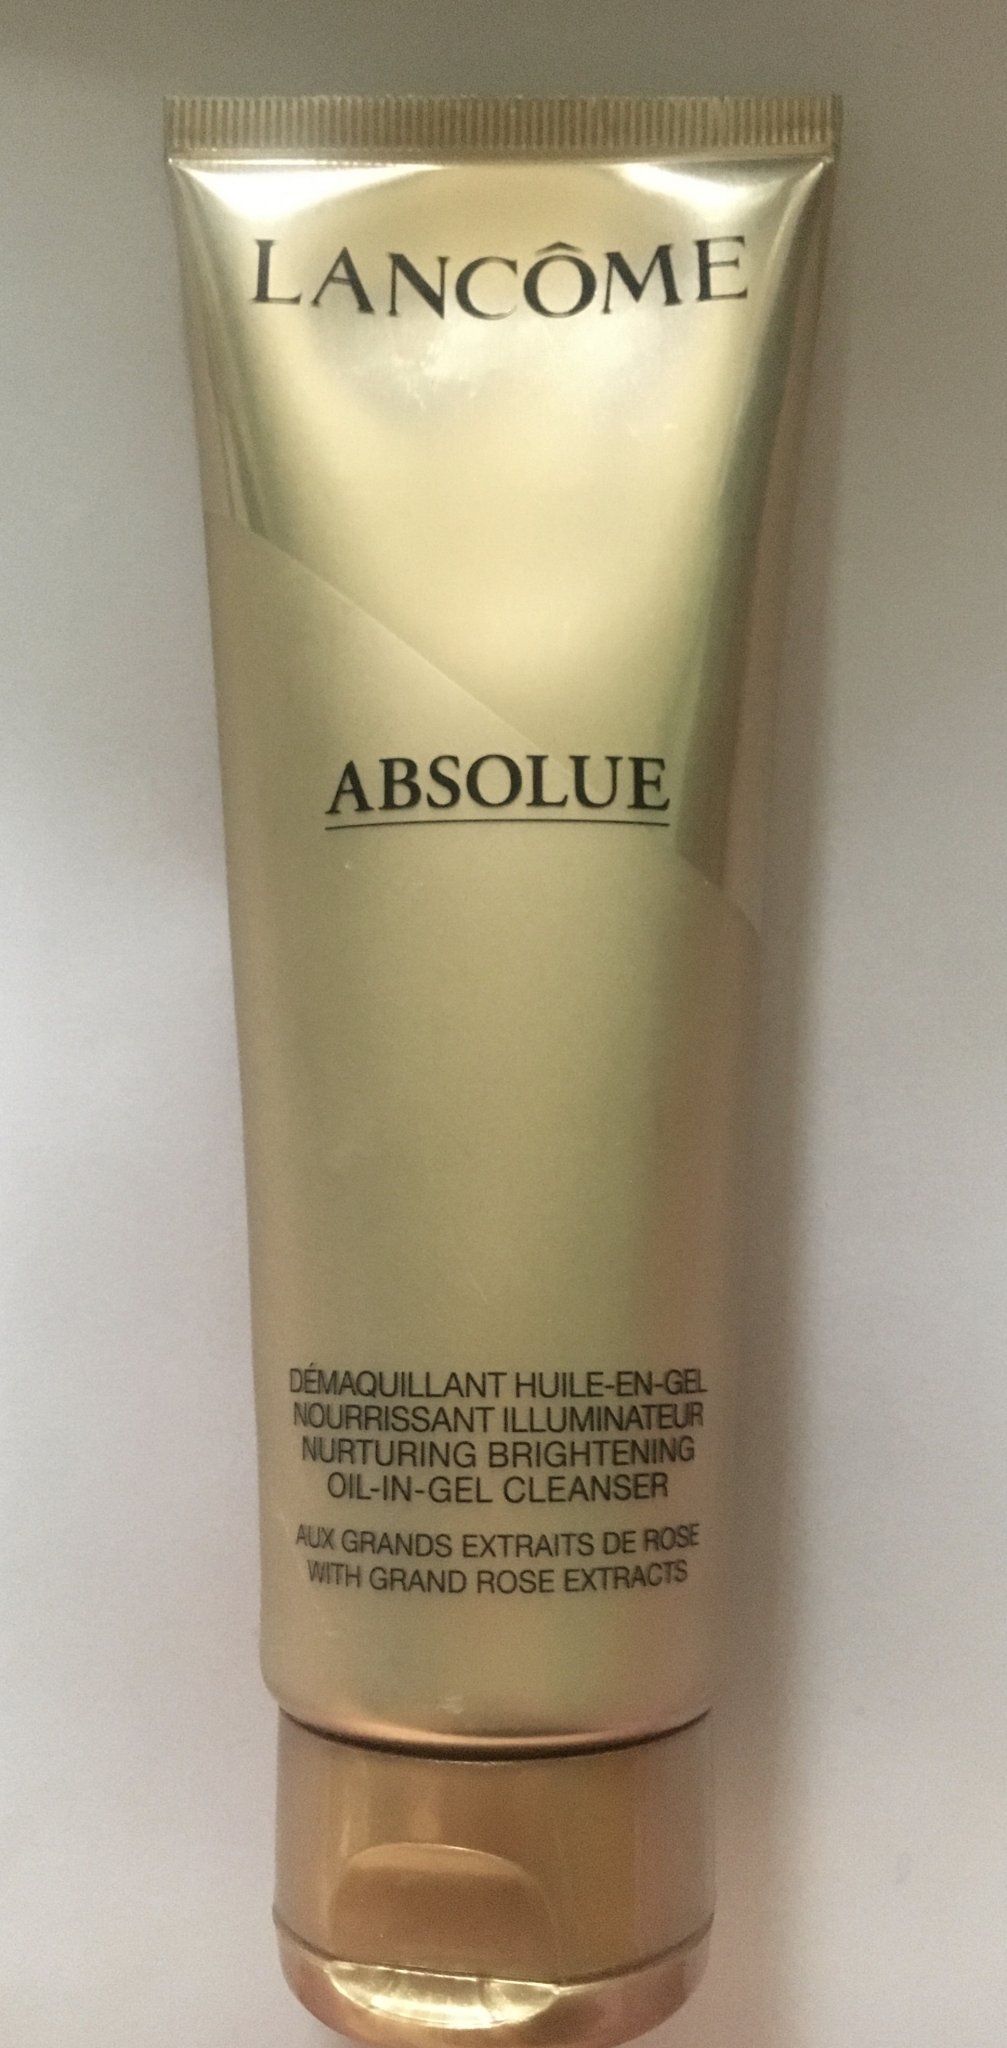 LANCÔME
ABSOLUE
DÉMAQUILLANT HUILE-EN-GEL
NOURRISSANT ILLUMINATEUR
NURTURING BRIGHTENING
OIL-IN-GEL CLEANSER
AUX GRANDS EXTRAITS DE ROSE
WITH GRAND ROSE EXTRACTS